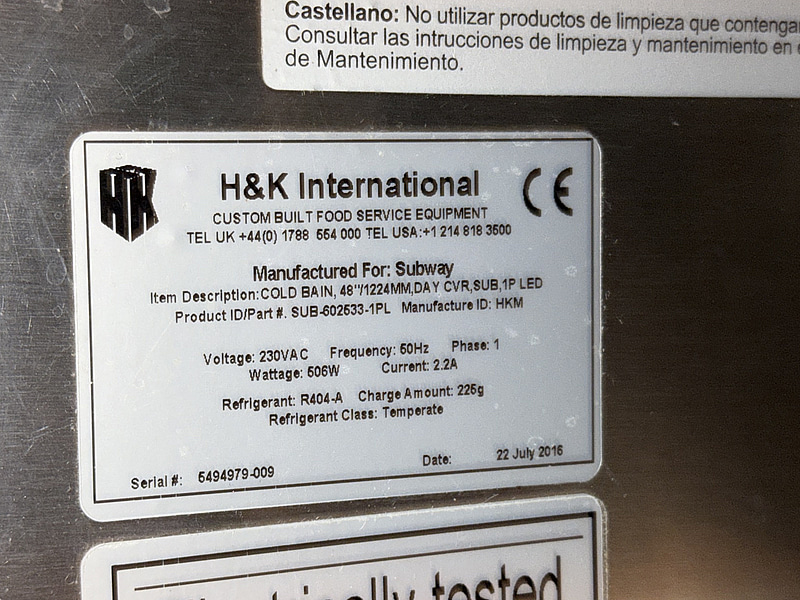 Castellano: No utilizar productos de limpieza que contengan
Consultar las intrucciones de limpieza y mantenimiento en e
de Mantenimiento.
HK
H&K International
CE
CUSTOM BUILT FOOD SERVICE EQUIPMENT
TEL UK +44(0) 1788 554 000 TEL USA:+1 214 818 3500
Manufactured For: Subway
Item Description:COLD BAIN, 48"/1224MM,DAY CVR,SUB,1P LED
Product ID/Part #. SUB-602533-1PL Manufacture ID: HKM
Voltage: 230VAC Frequency: 50Hz Phase: 1
Wattage: 506W Current: 2.2A
Refrigerant: R404-A Charge Amount: 225g
Refrigerant Class: Temperate
Serial #: 5494979-009 Date: 22 July 2016
Electrically tested